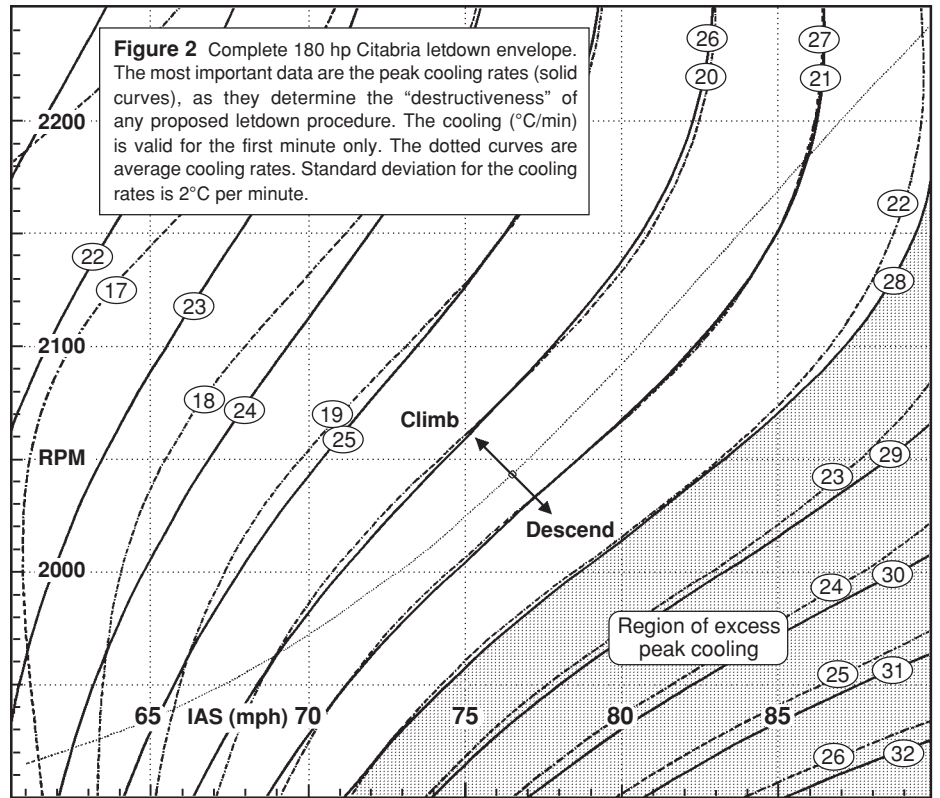 26
27
Figure 2 Complete 180 hp Citabria letdown envelope.
The most important data are the peak cooling rates (solid
curves), as they determine the “destructiveness” of
any proposed letdown procedure. The cooling (°C/min)
is valid for the first minute only. The dotted curves are
average cooling rates. Standard deviation for the cooling
rates is 2°C per minute.
20
21
2200
22
22
17
23
28
2100
18
24
19
25
Climb
RPM
29
23
Descend
2000
24
30
Region of excess
peak cooling
25
31
65 IAS (mph) 70 75 80 85
26
32